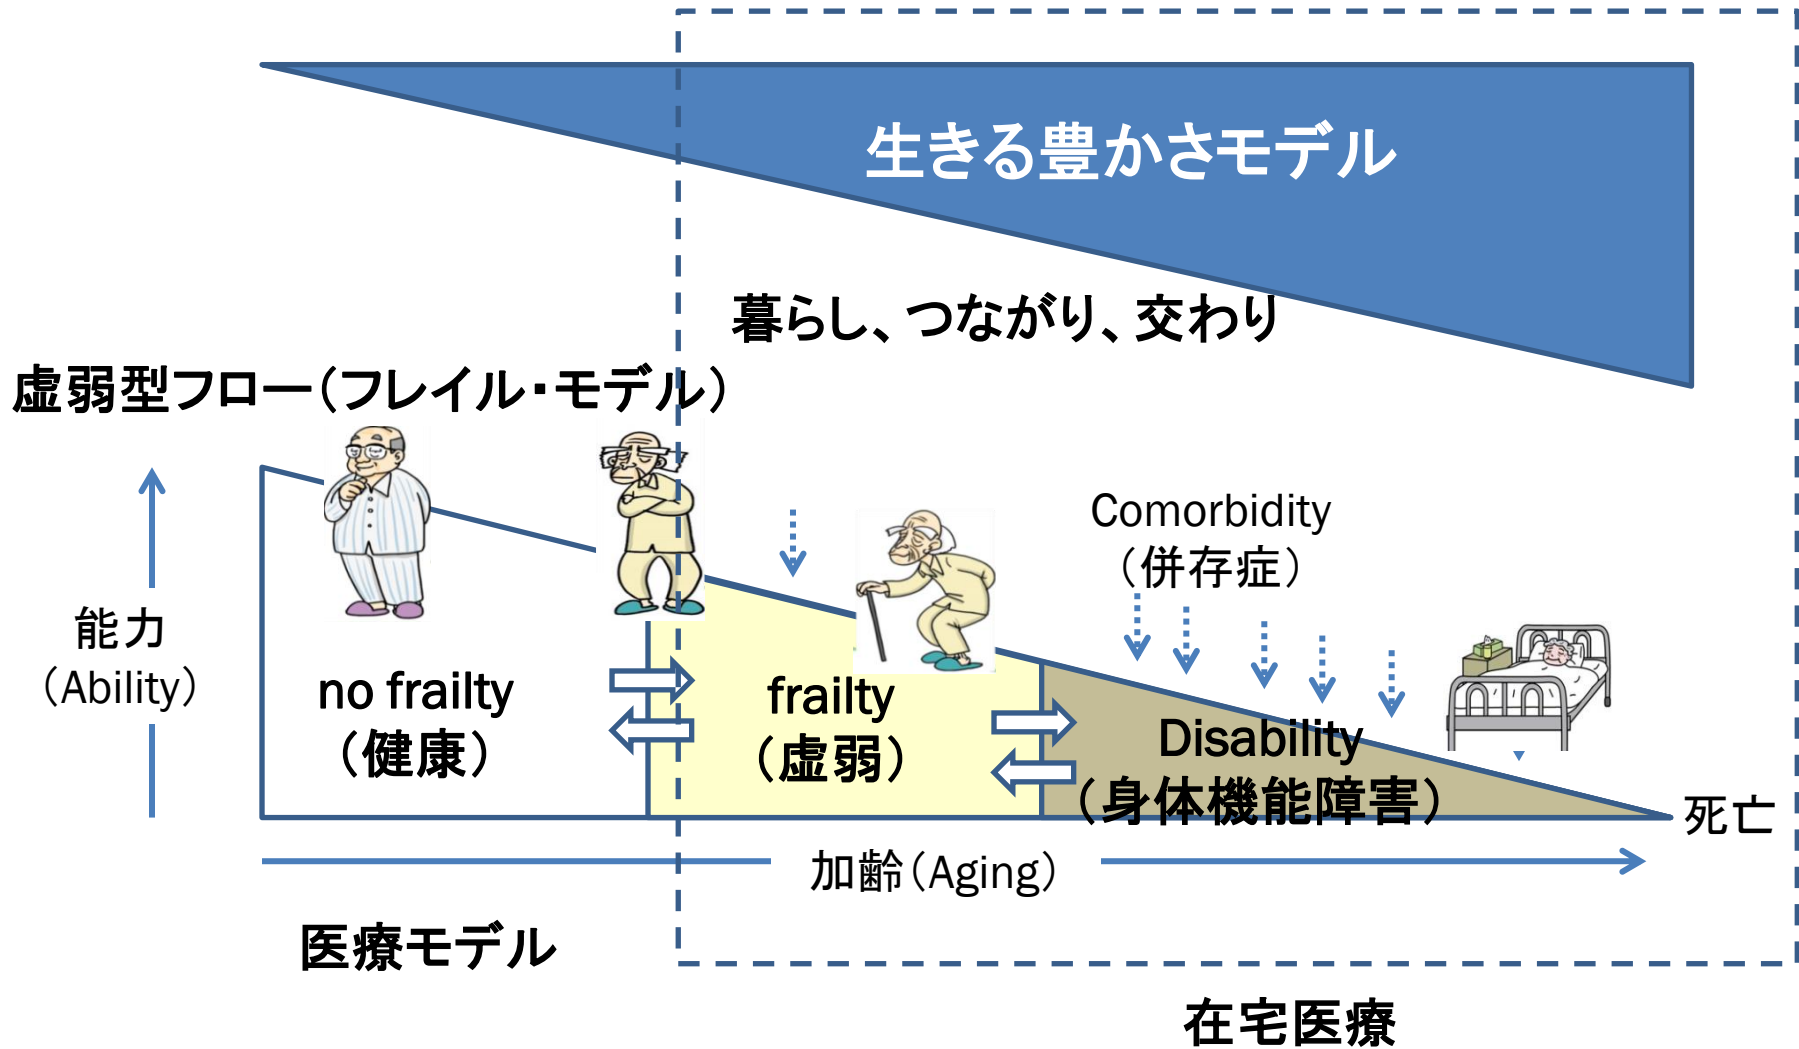 生きる豊かさモデル
暮らし、つながり、交わり
虚弱型フロー（フレイル・モデル）
Comorbidity
（併存症）
能力
（Ability）
no frailty
（健康）
frailty
（虚弱）
Disability
（身体機能障害）
死亡
加齢（Aging）
医療モデル
在宅医療